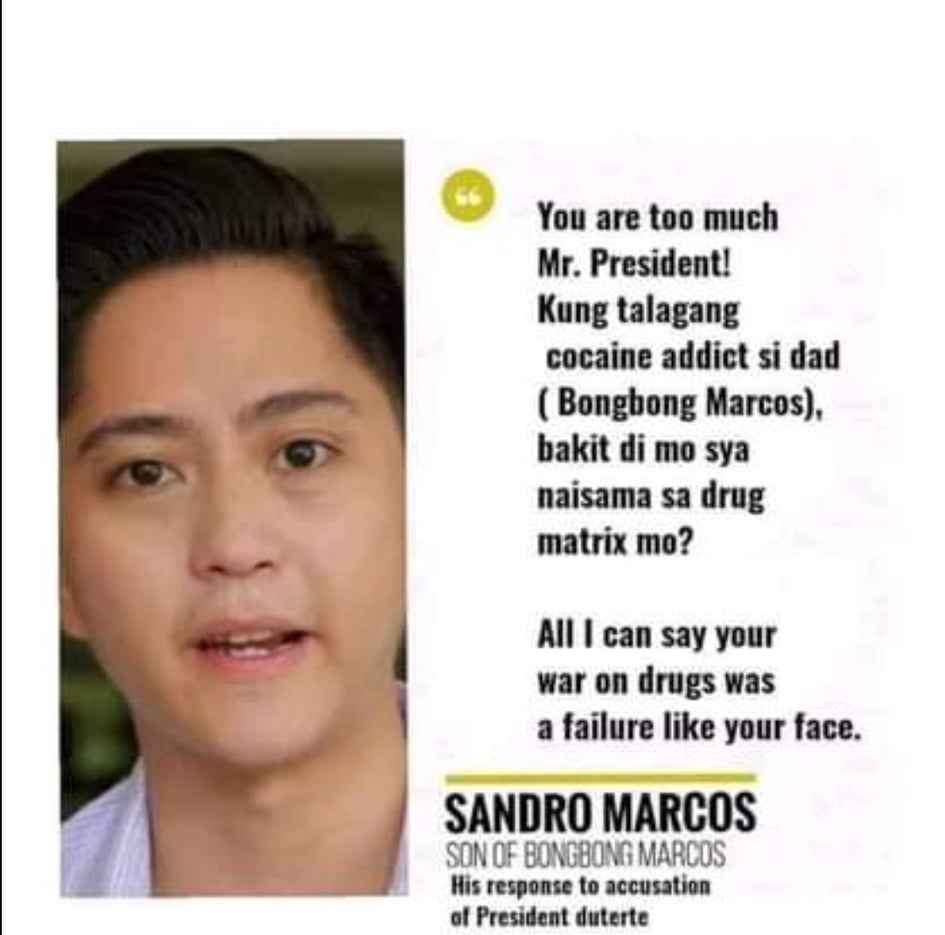 You are too much
Mr. President!
Kung talagang
cocaine addict si dad
( Bongbong Marcos),
bakit di mo sya
naisama sa drug
matrix mo?
All I can say your
war on drugs was
a failure like your face.
SANDRO MARCOS
SON OF BONGBONG MARCOS
His response to accusation
of President duterte